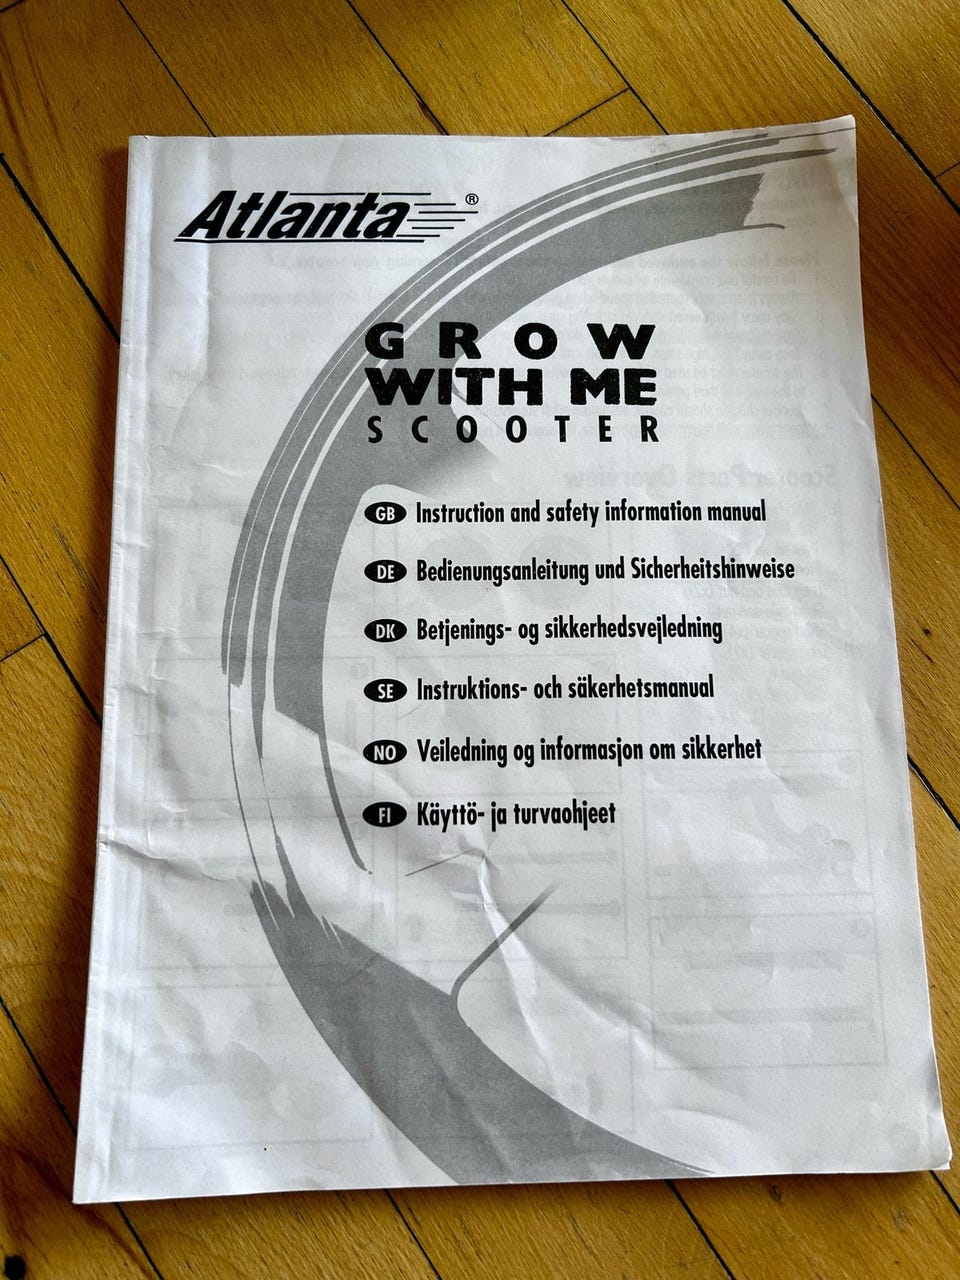 Atlanta®
GROW
WITH ME
SCOOTER
GB Instruction and safety information manual
DE Bedienungsanleitung und Sicherheitshinweise
DK Betjenings- og sikkerhedsvejledning
SE Instruktions- och säkerhetsmanual
NO Veiledning og informasjon om sikkerhet
FI Käyttö- ja turvaohjeet